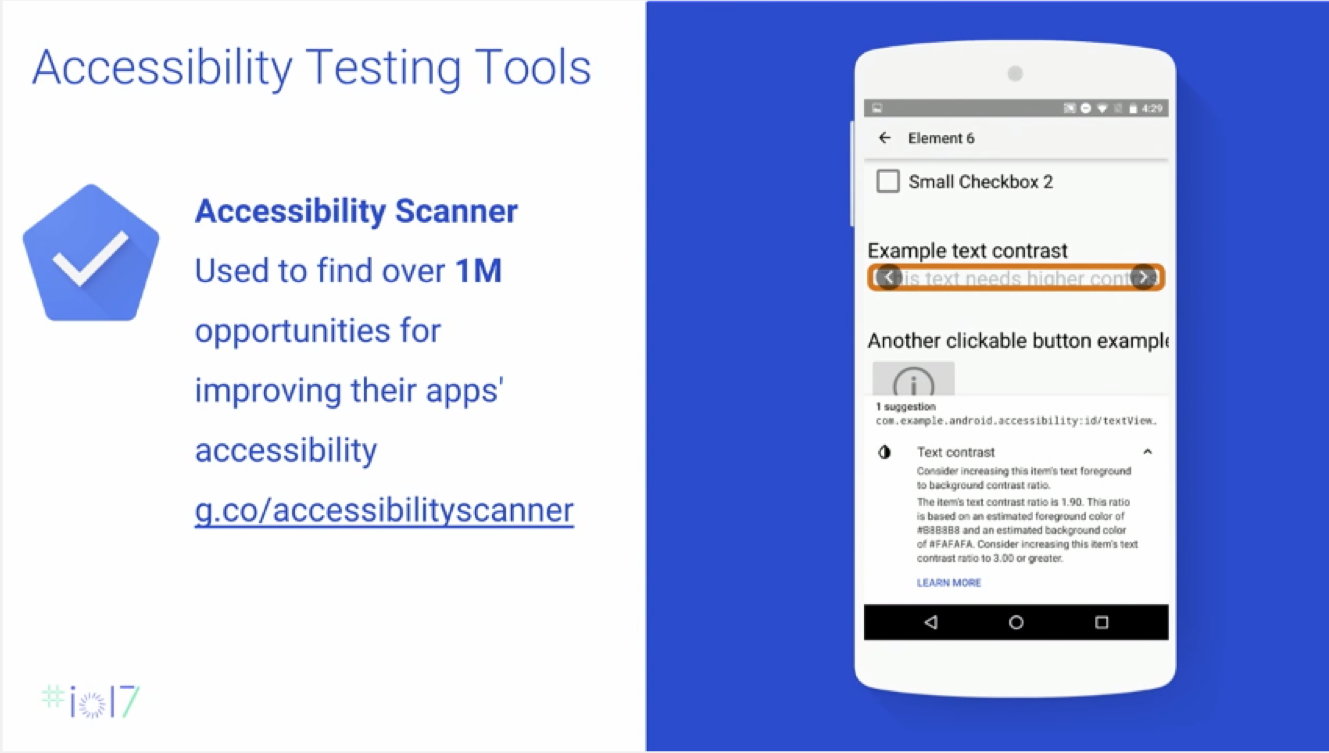 Accessibility Testing Tools
Accessibility Scanner
Used to find over 1M
opportunities for
improving their apps'
accessibility
g.co/accessibilityscanner
#io17
4:29
Element 6
Small Checkbox 2
Example text contrast
is text needs higher cont
Another clickable button example
1 suggestion
com.example.android.accessibility:id/textView…
Text contrast
Consider increasing this item's text foreground
to background contrast ratio.
The item's text contrast ratio is 1.90. This ratio
is based on an estimated foreground color of
#B8B8B8 and an estimated background color
of #FAFAFA. Consider increasing this item's text
contrast ratio to 3.00 or greater.
LEARN MORE